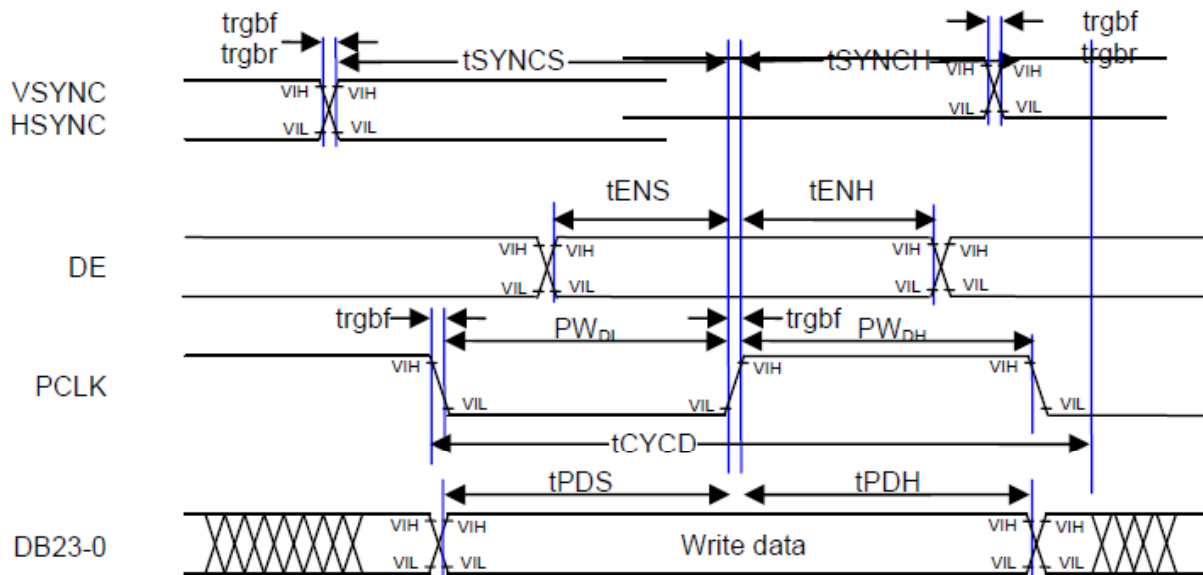 trgbf
trgbr
tSYNCS
tSYNCH
trgbf
trgbr
VSYNC
HSYNC
VIH VIH
VIL VIL
VIH VIH
VIL VIL
tENS tENH
DE
VIH VIH VIH VIH
VIL VIL VIL VIL
trgbf PWDL trgbf PWDH
PCLK
VIH VIH VIH
VIL VIL VIL
tCYCD
tPDS tPDH
DB23-0
VIH VIH VIH VIH
Write data
VIL VIL VIL VIL